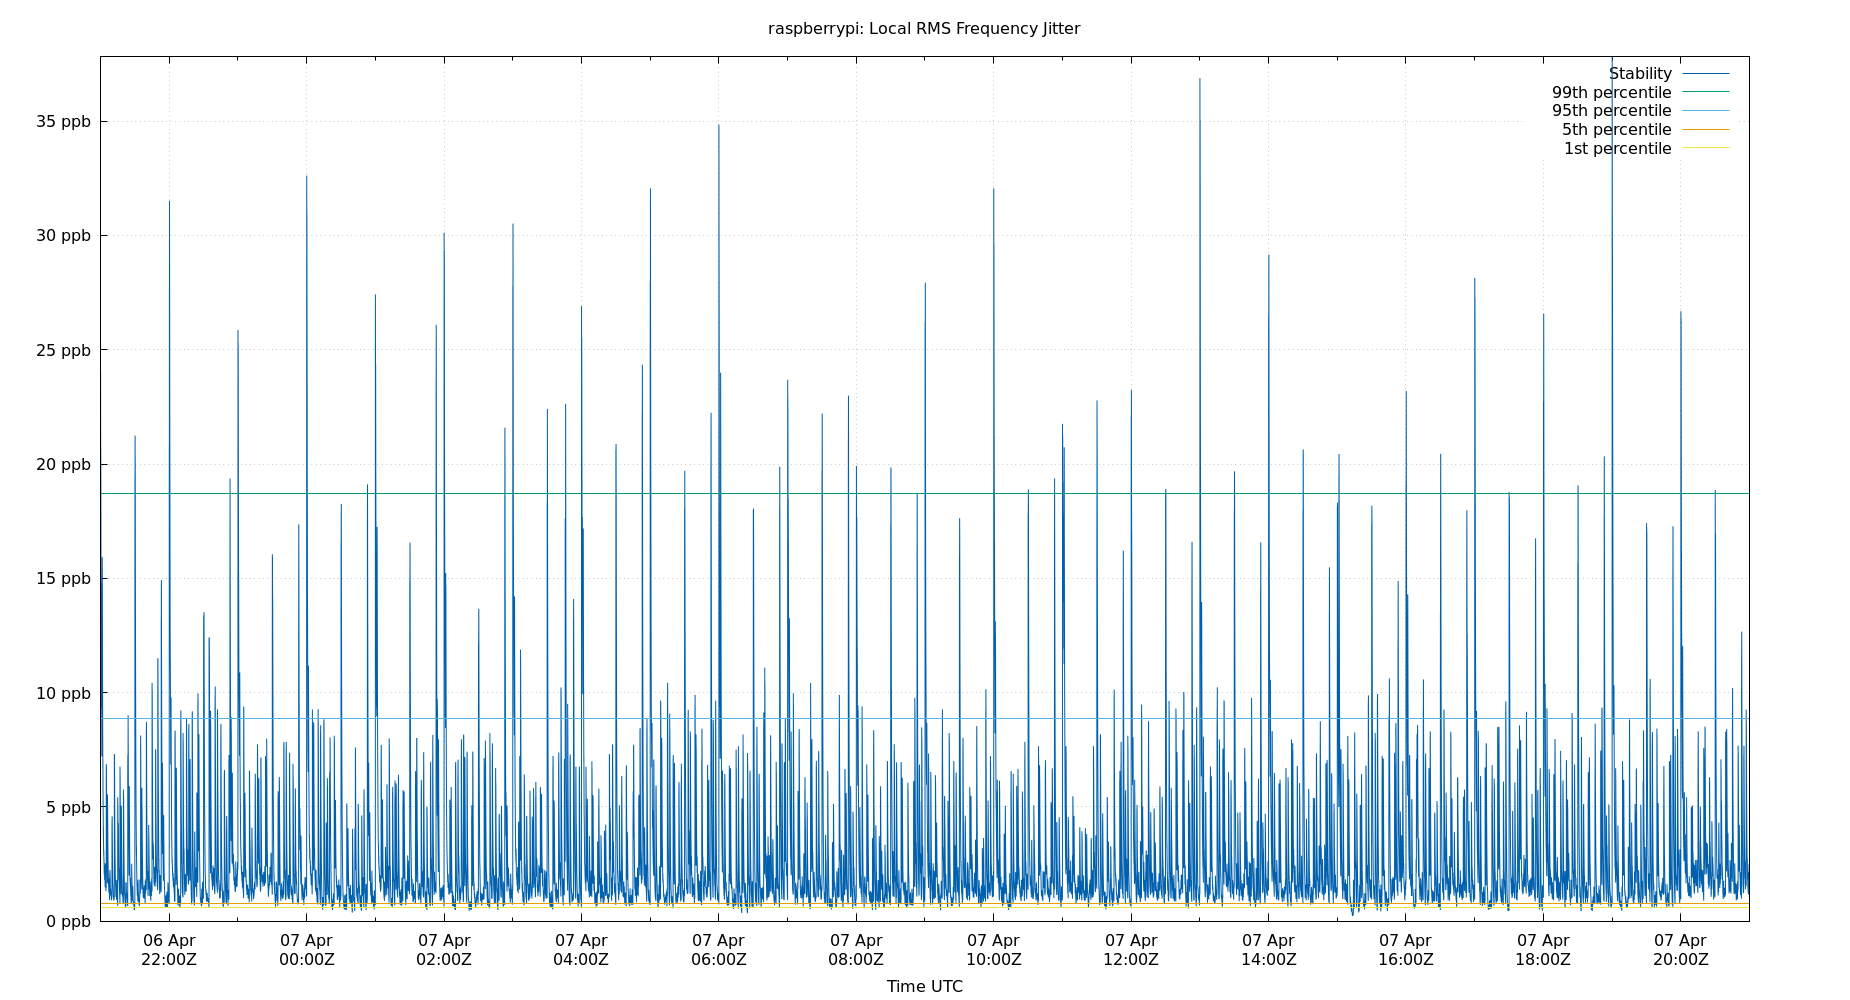 raspberrypi: Local RMS Frequency Jitter
Stability
99th percentile
95th percentile
5th percentile
1st percentile
35 ppb
30 ppb
25 ppb
20 ppb
15 ppb
10 ppb
5 ppb
0 ppb
06 Apr 07 Apr 07 Apr 07 Apr 07 Apr 07 Apr 07 Apr 07 Apr 07 Apr 07 Apr 07 Apr 07 Apr
22:00Z 00:00Z 02:00Z 04:00Z 06:00Z 08:00Z 10:00Z 12:00Z 14:00Z 16:00Z 18:00Z 20:00Z
Time UTC